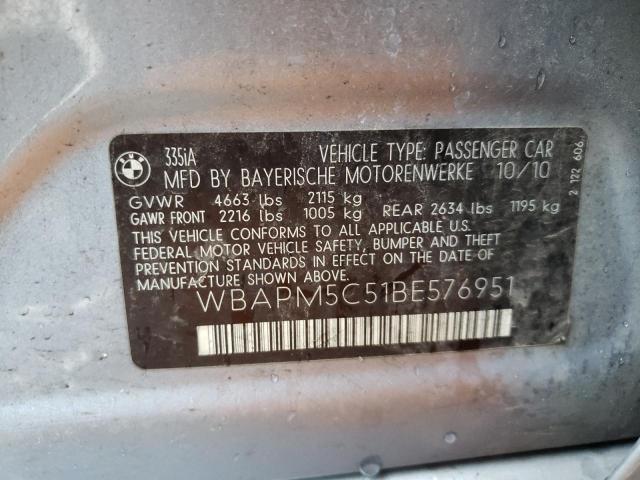 BMW
335iA VEHICLE TYPE: PASSENGER CAR
MFD BY BAYERISCHE MOTORENWERKE 10/10
GVWR 4663 lbs 2115 kg
GAWR FRONT 2216 lbs 1005 kg REAR 2634 lbs 1195 kg
THIS VEHICLE CONFORMS TO ALL APPLICABLE U.S.
FEDERAL MOTOR VEHICLE SAFETY, BUMPER AND THEFT
PREVENTION STANDARDS IN EFFECT ON THE DATE OF
MANUFACTURE SHOWN ABOVE.
WBAPM5C51BE576951
2 122 606